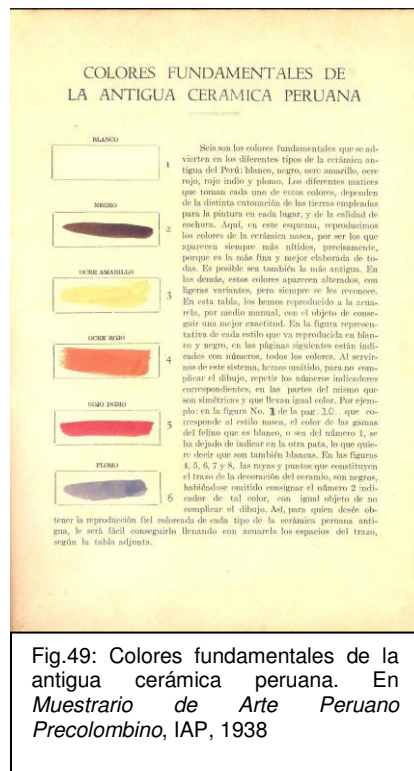 COLORES FUNDAMENTALES DE
LA ANTIGUA CERAMICA PERUANA
BLANCO
1
NEGRO
2
OCRE AMARILLO
3
OCRE ROJO
4
ROJO INDIO
5
PLOMO
6
Seis son los colores fundamentales que se ad-
vierten en los diferentes tipos de la cerámica an-
tigua del Perú: blanco, negro, ocre amarillo, ocre
rojo, rojo indio y plomo. Los diferentes matices
que toman cada uno de estos colores, dependen
de la distinta entonación de las tierras empleadas
para la pintura en cada lugar, y de la calidad de
cochura. Aquí, en este esquema, reproducimos
los colores de la cerámica nasca, por ser los que
aparecen siempre más nítidos, precisamente,
porque es la más fina y mejor elaborada de to-
das. Es posible sea también la más antigua. En
las demás, estos colores aparecen alterados, con
ligeras variantes, pero siempre se les reconoce.
En esta tabla, los hemos reproducido a la acua-
rela, por medio manual, con el objeto de conse-
guir una mejor exactitud. En la figura represen-
tativa de cada estilo que va reproducida en blan-
co y negro, en las páginas siguientes están indi-
cados con números, todos los colores. Al servir-
nos de este sistema, hemos omitido, para no com-
plicar el dibujo, repetir los números indicadores
correspondientes, en las partes del mismo que
son simétricas y que llevan igual color. Por ejem-
plo: en la figura No. 1 de la pag. 10.. que co-
rresponde al estilo nasca, el color de las gamas
del felino que es blanco, o sea del número 1, se
ha dejado de indicar en la otra pata, lo que quie-
re decir que son también blancas. En las figuras
4, 5, 6, 7 y 8, las rayas y puntos que constituyen
el trazo de la decoración del ceramio, son negros,
habiéndose omitido consignar el número 2 indi-
cador de tal color, con igual objeto de no
complicar el dibujo. Así, para quien desée ob-
tener la reproducción fiel coloreada de cada tipo de la cerámica peruana anti-
gua, le será fácil conseguirlo llenando con acuarela los espacios del trazo,
según la tabla adjunta.
Fig.49: Colores fundamentales de la
antigua cerámica peruana. En
Muestrario de Arte Peruano
Precolombino, IAP, 1938